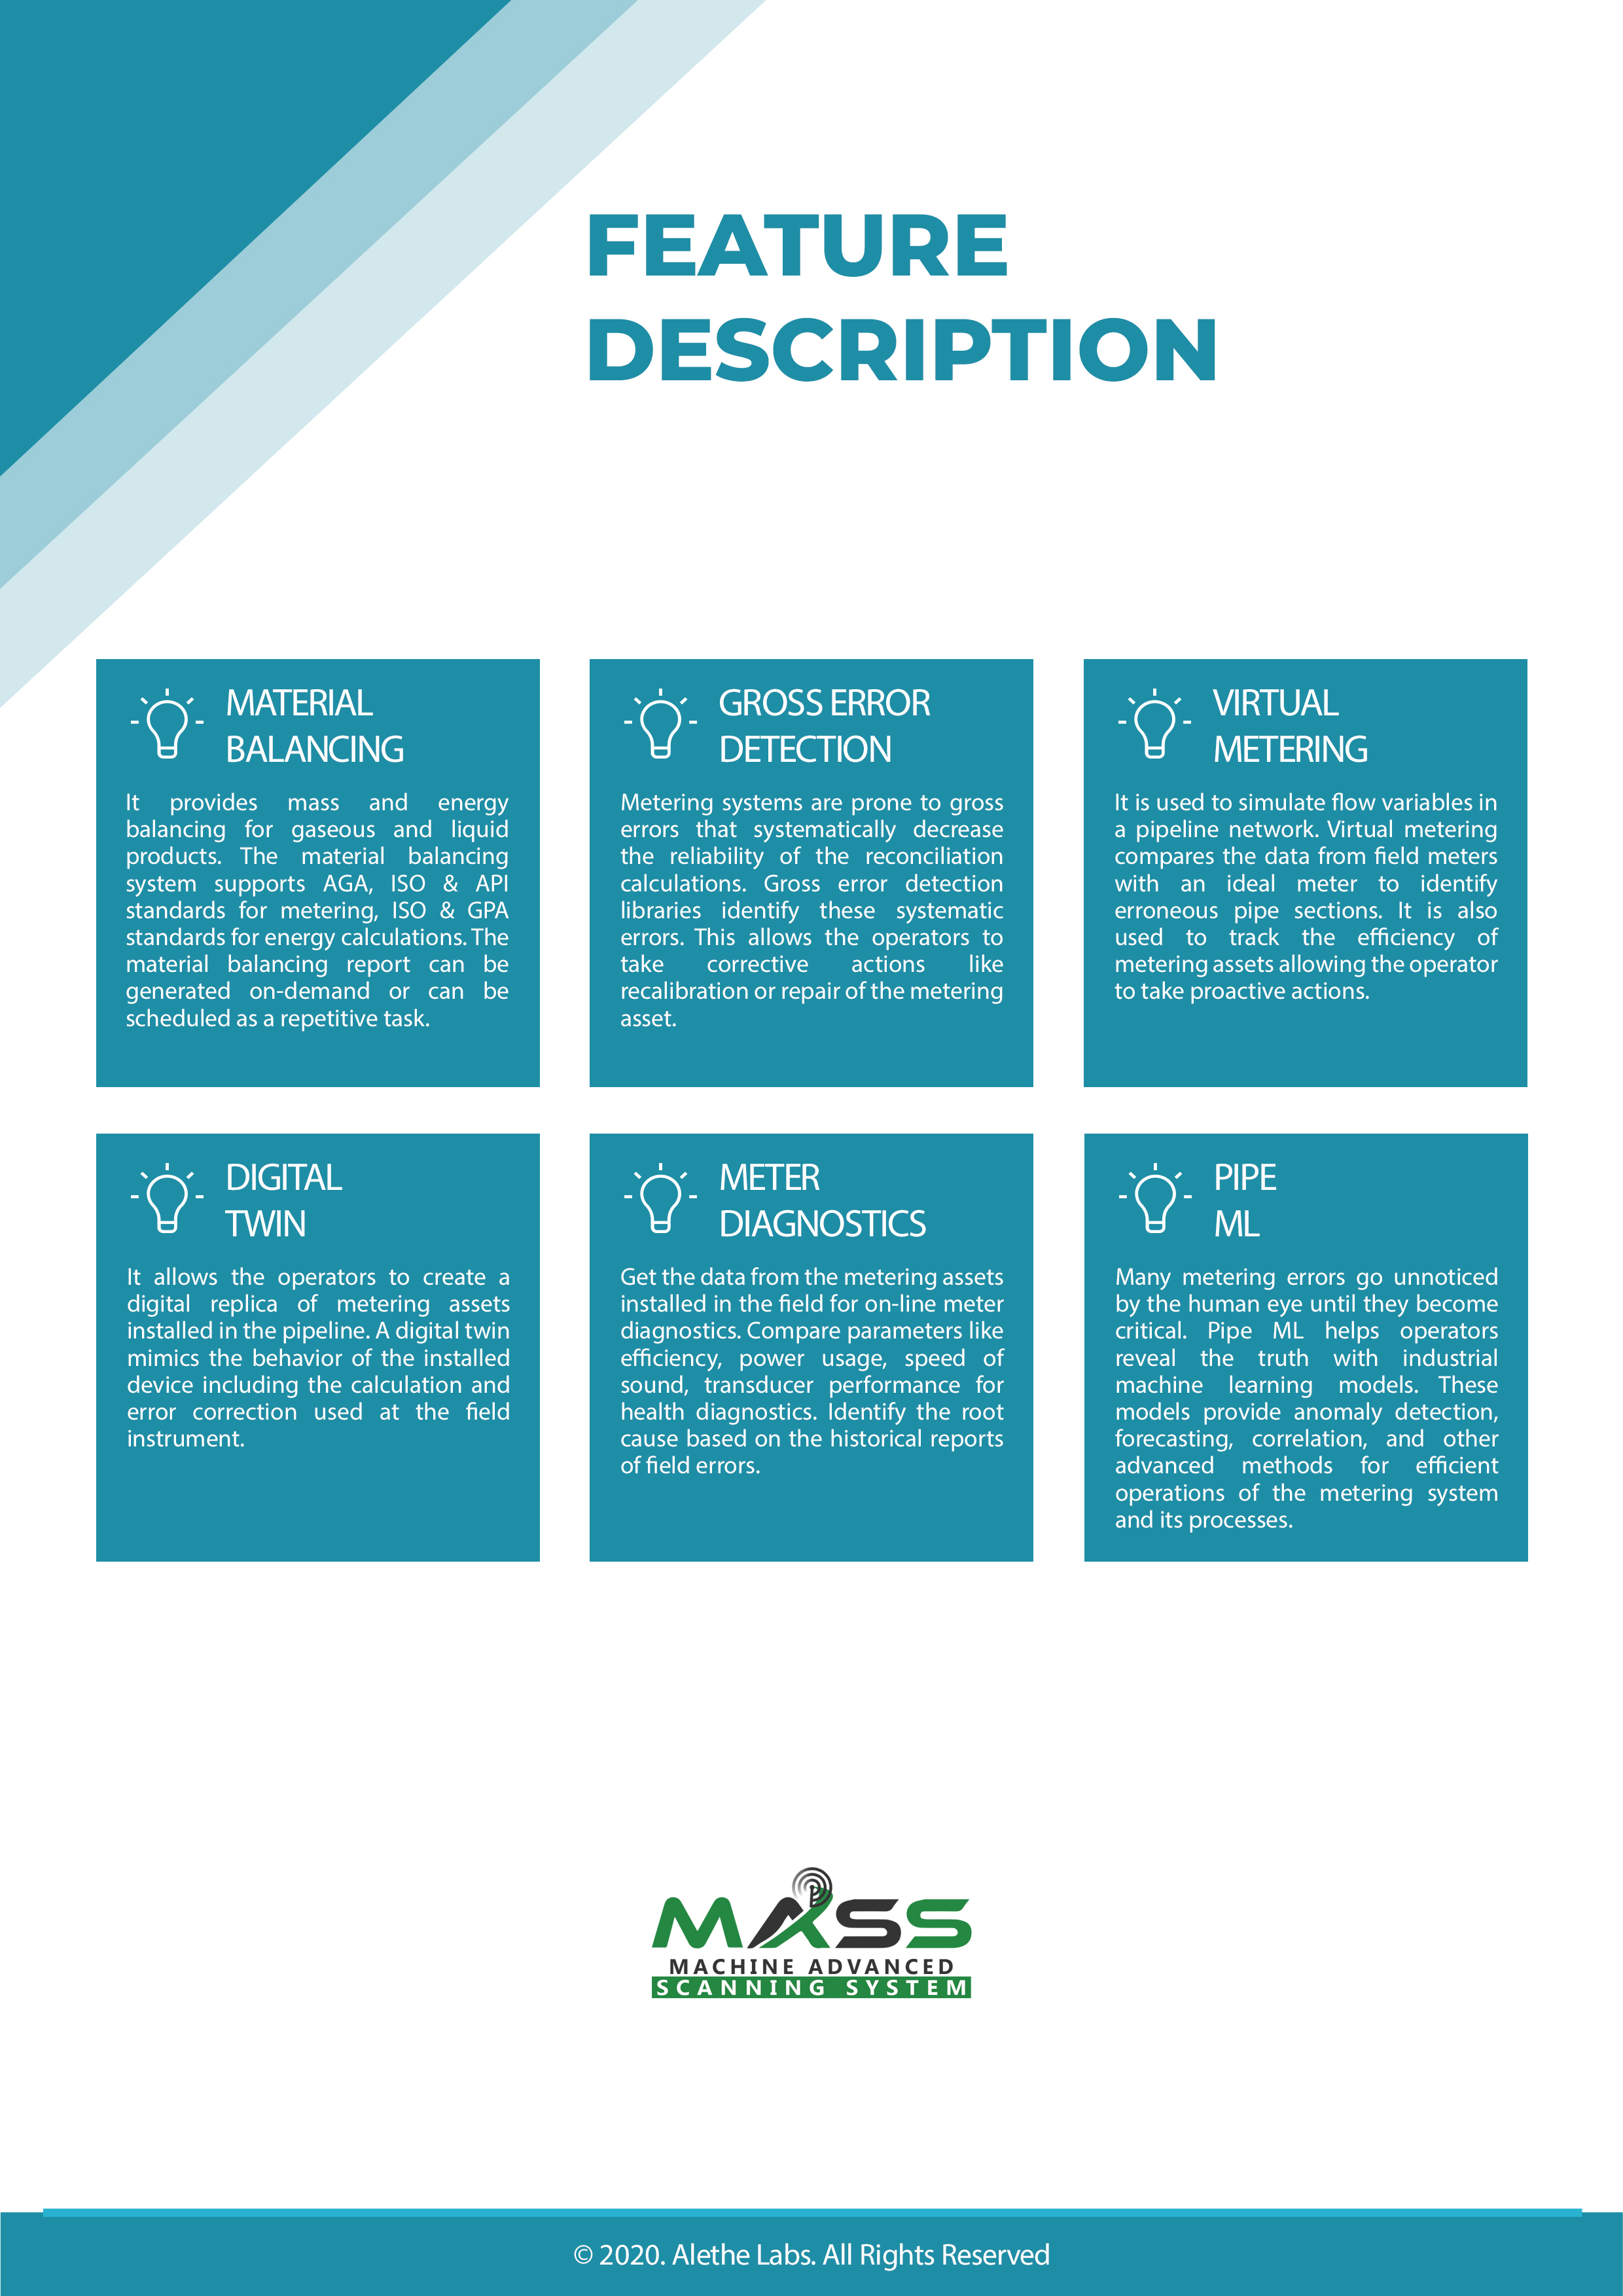 FEATURE
DESCRIPTION
MATERIAL
BALANCING
It provides mass and energy
balancing for gaseous and liquid
products. The material balancing
system supports AGA, ISO & API
standards for metering, ISO & GPA
standards for energy calculations. The
material balancing report can be
generated on-demand or can be
scheduled as a repetitive task.
GROSS ERROR
DETECTION
Metering systems are prone to gross
errors that systematically decrease
the reliability of the reconciliation
calculations. Gross error detection
libraries identify these systematic
errors. This allows the operators to
take corrective actions like
recalibration or repair of the metering
asset.
VIRTUAL
METERING
It is used to simulate flow variables in
a pipeline network. Virtual metering
compares the data from field meters
with an ideal meter to identify
erroneous pipe sections. It is also
used to track the efficiency of
metering assets allowing the operator
to take proactive actions.
DIGITAL
TWIN
It allows the operators to create a
digital replica of metering assets
installed in the pipeline. A digital twin
mimics the behavior of the installed
device including the calculation and
error correction used at the field
instrument.
METER
DIAGNOSTICS
Get the data from the metering assets
installed in the field for on-line meter
diagnostics. Compare parameters like
efficiency, power usage, speed of
sound, transducer performance for
health diagnostics. Identify the root
cause based on the historical reports
of field errors.
PIPE
ML
Many metering errors go unnoticed
by the human eye until they become
critical. Pipe ML helps operators
reveal the truth with industrial
machine learning models. These
models provide anomaly detection,
forecasting, correlation, and other
advanced methods for efficient
operations of the metering system
and its processes.
MASS
MACHINE ADVANCED
SCANNING SYSTEM
© 2020. Alethe Labs. All Rights Reserved